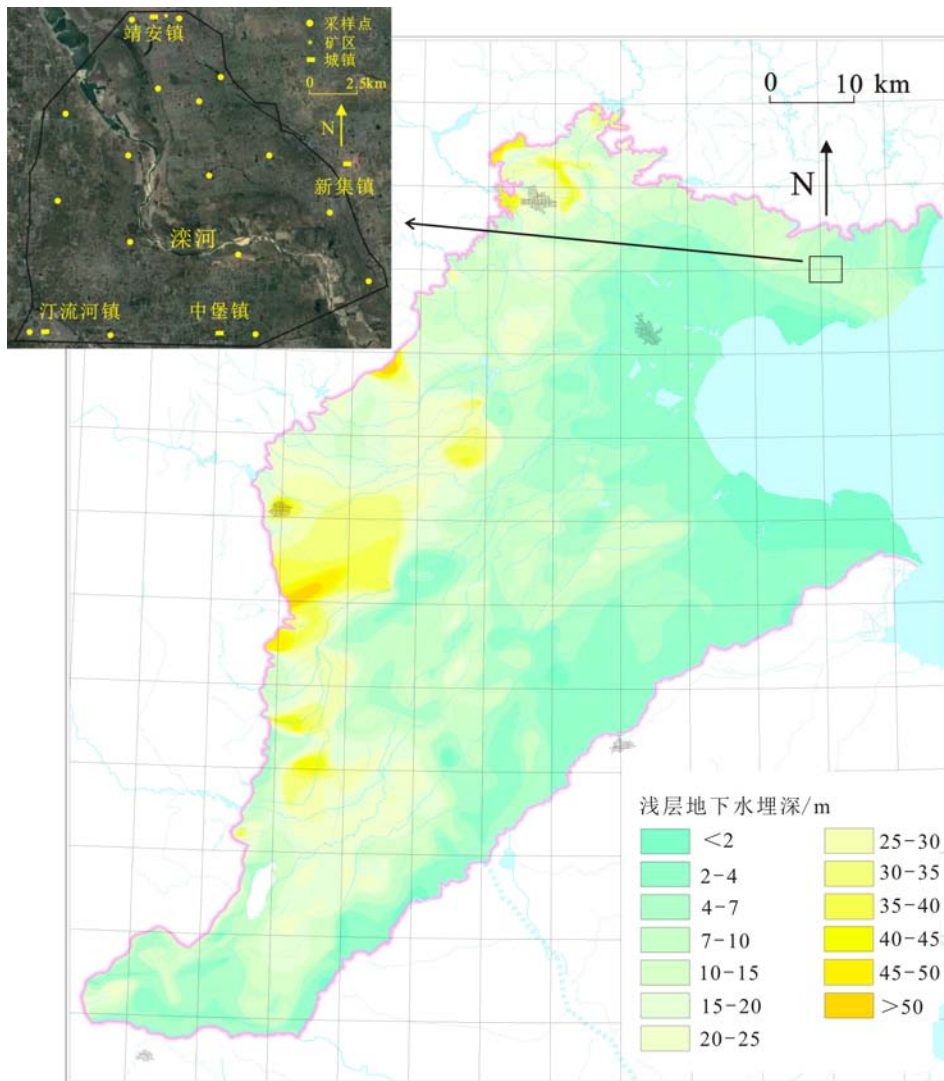 靖安镇
采样点
矿区
城镇
0 2.5km
N
新集镇
滦河
汀流河镇
中堡镇
0 10 km
N
浅层地下水埋深/m
<2
2-4
4-7
7-10
10-15
15-20
20-25
25-30
30-35
35-40
40-45
45-50
>50